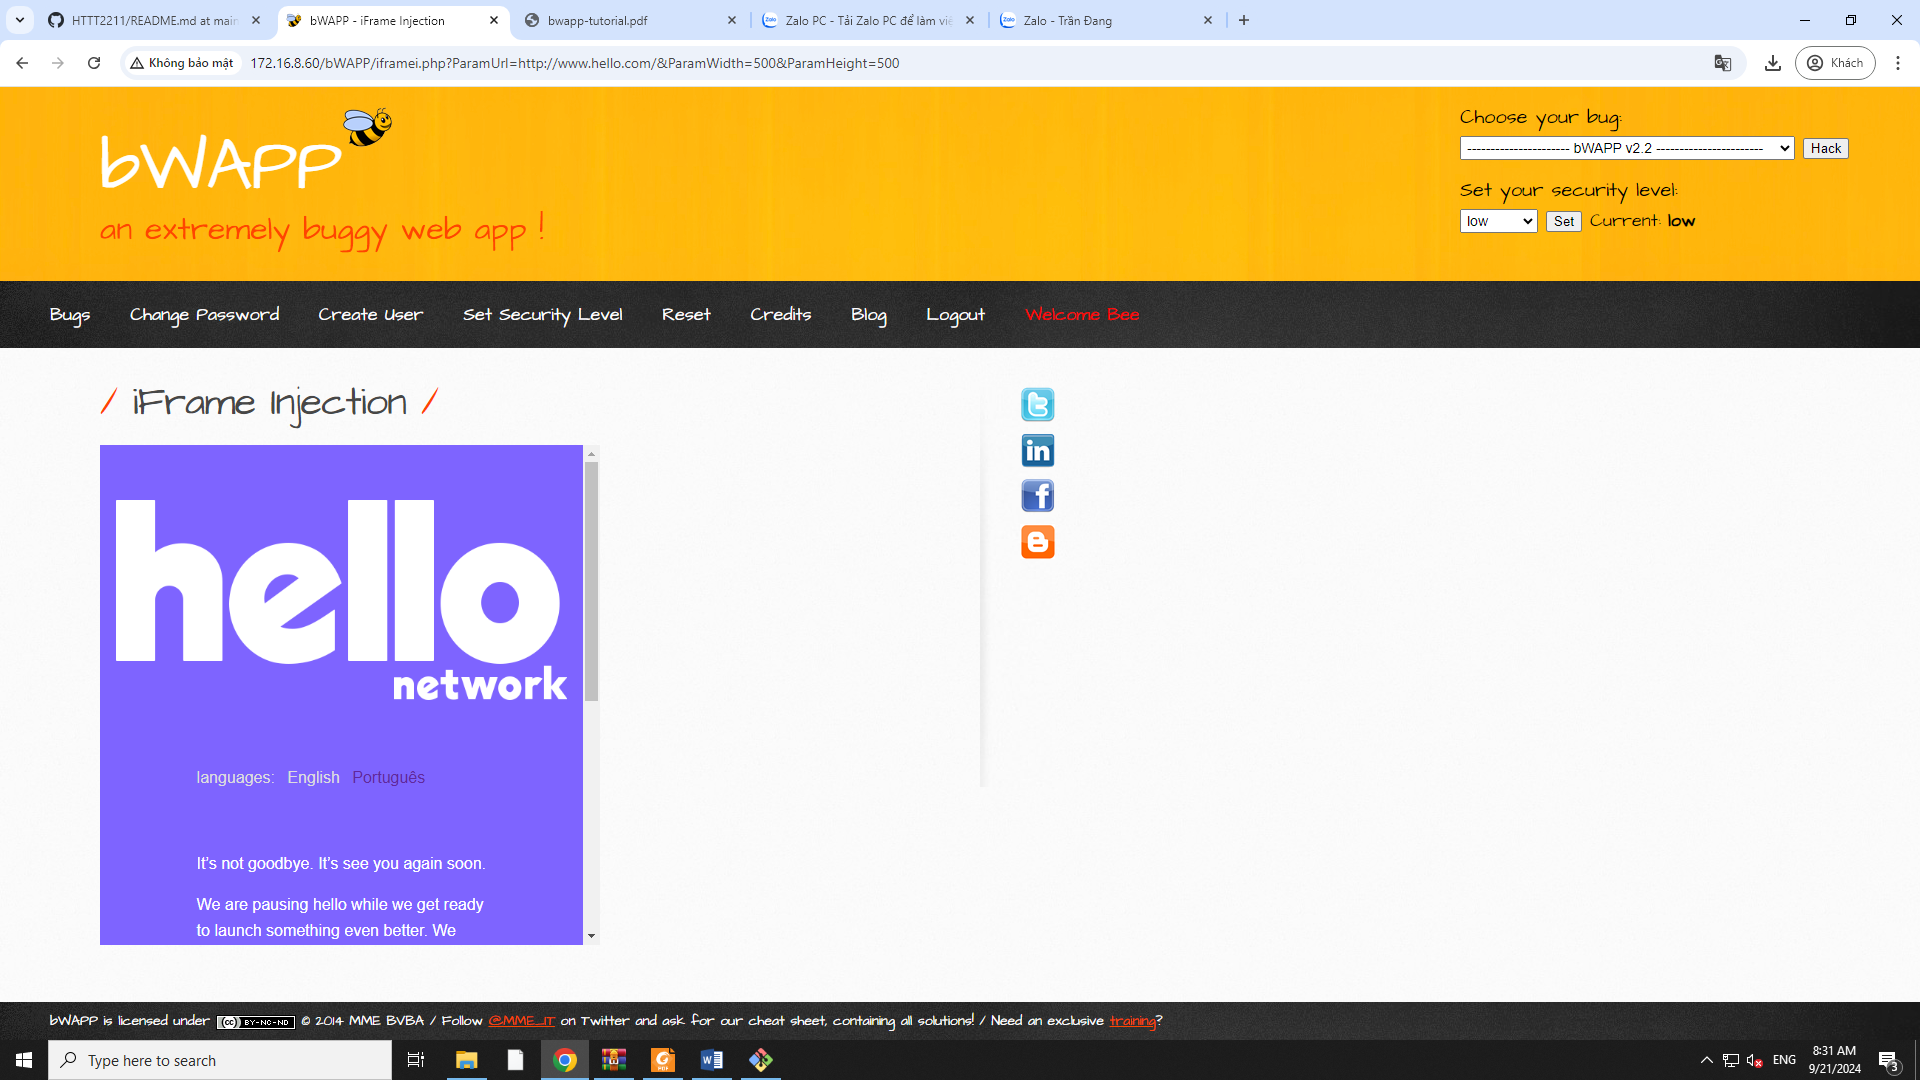 HTTT2211/README.md at main
bWAPP - iFrame Injection
bwapp-tutorial.pdf
Zalo PC - Tải Zalo PC để làm việ
Zalo - Trần Đang
Không bảo mật
172.16.8.60/bWAPP/iframei.php?ParamUrl=http://www.hello.com/&ParamWidth=500&ParamHeight=500
Khách
bWAPP
an extremely buggy web app !
Choose your bug:
---------------------- bWAPP v2.2 -----------------------
Hack
Set your security level:
low
Set
Current: low
Bugs
Change Password
Create User
Set Security Level
Reset
Credits
Blog
Logout
Welcome Bee
/ iFrame Injection /
hello
network
languages: English Português
It's not goodbye. It's see you again soon.
We are pausing hello while we get ready
to launch something even better. We
bWAPP is licensed under BY-NC-ND © 2014 MME BVBA / Follow @MME_IT on Twitter and ask for our cheat sheet, containing all solutions! / Need an exclusive training?
Type here to search
ENG
8:31 AM
9/21/2024
3